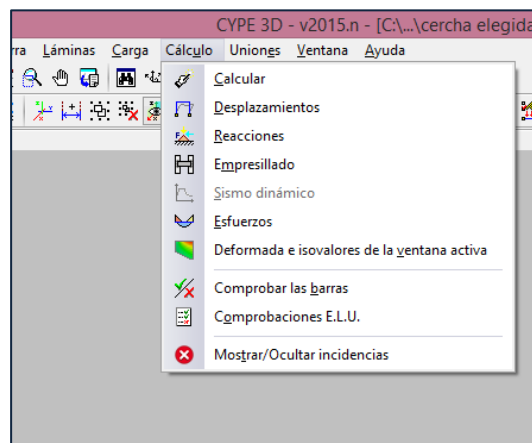 CYPE 3D - v2015.n - [C:\...\cercha elegida
rra Láminas Carga Cálculo Uniones Ventana Ayuda
Calcular
Desplazamientos
Reacciones
Empresillado
Sismo dinámico
Esfuerzos
Deformada e isovalores de la ventana activa
Comprobar las barras
Comprobaciones E.L.U.
Mostrar/Ocultar incidencias